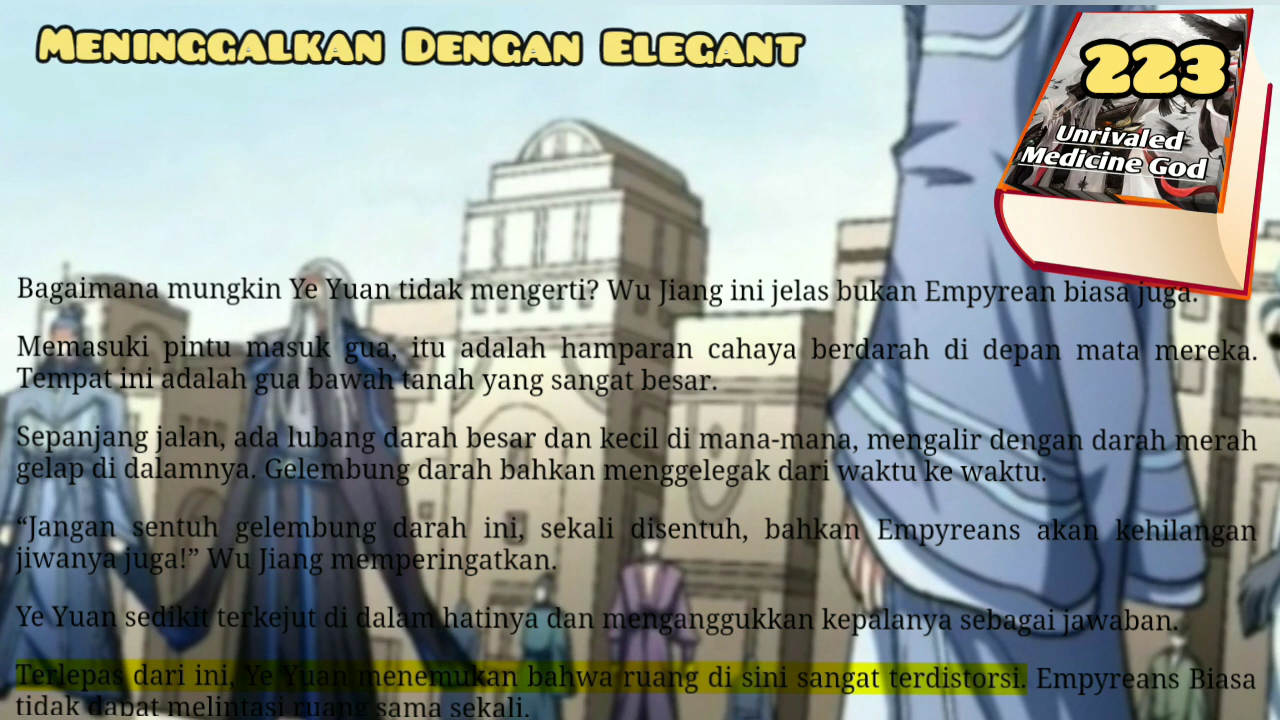 Meninggalkan Dengan Elegant
223
Unrivaled
Medicine God
Bagaimana mungkin Ye Yuan tidak mengerti? Wu Jiang ini jelas bukan Empyrean biasa juga.
Memasuki pintu masuk gua, itu adalah hamparan cahaya berdarah di depan mata mereka.
Tempat ini adalah gua bawah tanah yang sangat besar.
Sepanjang jalan, ada lubang darah besar dan kecil di mana-mana, mengalir dengan darah merah
gelap di dalamnya. Gelembung darah bahkan menggelegak dari waktu ke waktu.
“Jangan sentuh gelembung darah ini, sekali disentuh, bahkan Empyreans akan kehilangan
jiwanya juga!” Wu Jiang memperingatkan.
Ye Yuan sedikit terkejut di dalam hatinya dan menganggukkan kepalanya sebagai jawaban.
Terlepas dari ini, Ye Yuan menemukan bahwa ruang di sini sangat terdistorsi. Empyreans Biasa
tidak dapat melintasi ruang sama sekali.